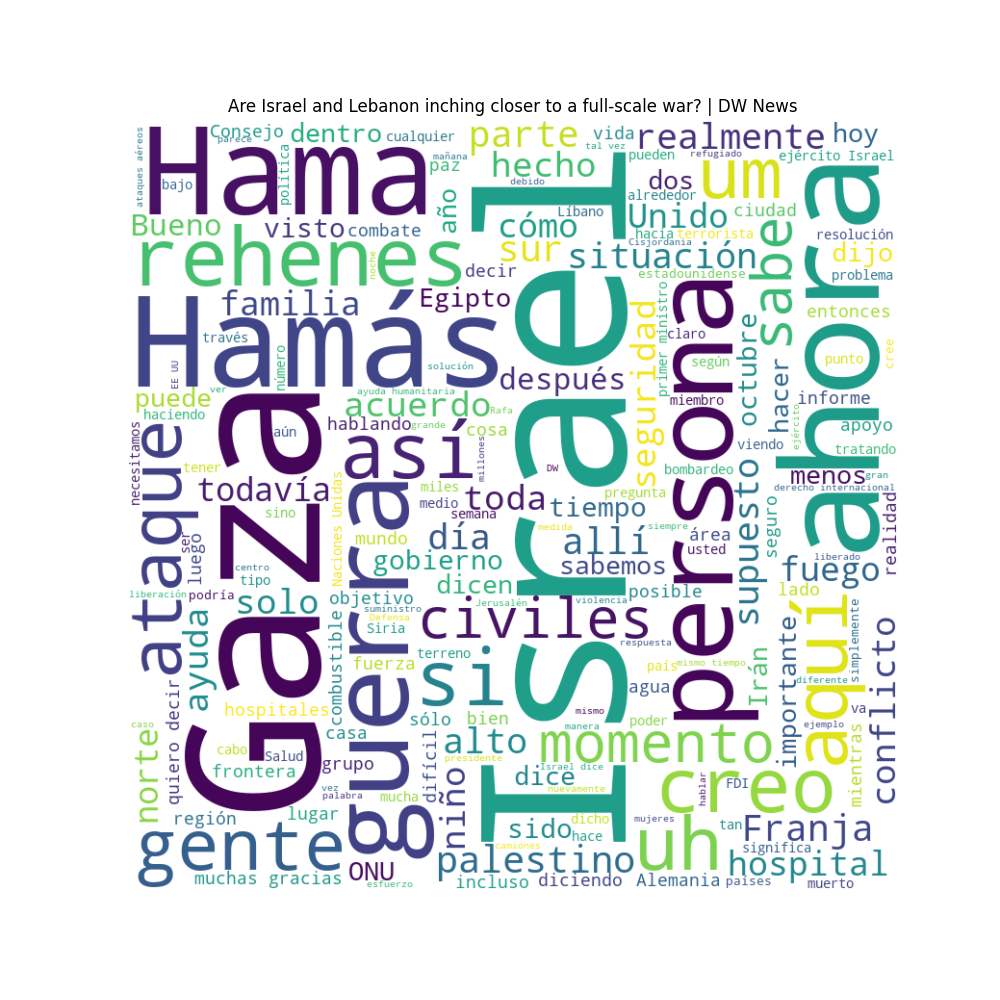 Are Israel and Lebanon inching closer to a full-scale war? | DW News
ataques aéreos
parece
Consejo
dentro
cualquier
parte
vida
tal vez
realmente
hoy
Hama
bajo
política
mañana
paz
hecho
debido
pueden
refugiado
ejército Israel
dos
um
alrededor
Bueno
visto
combate
año
cómo
Líbano
Unido
ciudad
hacia
terrorista
resolución
rehenes
noche
decir
sur
situación
Cisjordania
estadounidense
sabe
dijo
problema
ahora
Hamás
familia
Egipto
Israel
seguridad
primer ministro
persona
entonces
través
número
EE UU
solución
claro
según
octubre
punto
cree
puede
ver
ayuda humanitaria
después
miembro
hacer
informe
haciendo
Gaza
acuerdo
Rafa
grande
cosa
hablando
aún
necesitamos
ataque
así
millones
viendo
ejército
apoyo
tratando
tener
todavía
DW
bombardeo
menos
gran
derecho internacional
miles
pregunta
sino
Naciones Unidas
medio
semana
toda
tiempo
supuesto
seguro
realidad
ser
luego
guerra
mundo
día
medida
allí
siempre
área
usted
centro
tipo
gobierno
sabemos
liberado
fuego
liberación
podría
dicen
posible
lado
solo
objetivo
suministro
Defensa
Jerusalén
violencia
ayuda
combustible
Siria
civiles
respuesta
importante
aquí
simplemente
conflicto
terreno
fuerza
si
país
mismo tiempo
Irán
diferente
quiero decir
hospitales
agua
mismo
va
caso
norte
sólo
bien
manera
poder
ejemplo
casa
cabo
Salud
difícil
alto
momento
mientras
frontera
grupo
presidente
Israel dice
dice
creo
hablar
FDI
vez
palabra
mucha
niño
nuevamente
región
lugar
sido
dicho
hace
uh
mujeres
tan
Franja
gente
camiones
significa
ONU
palestino
hospital
muchas gracias
esfuerzo
incluso
diciendo
Alemania
países
muerto